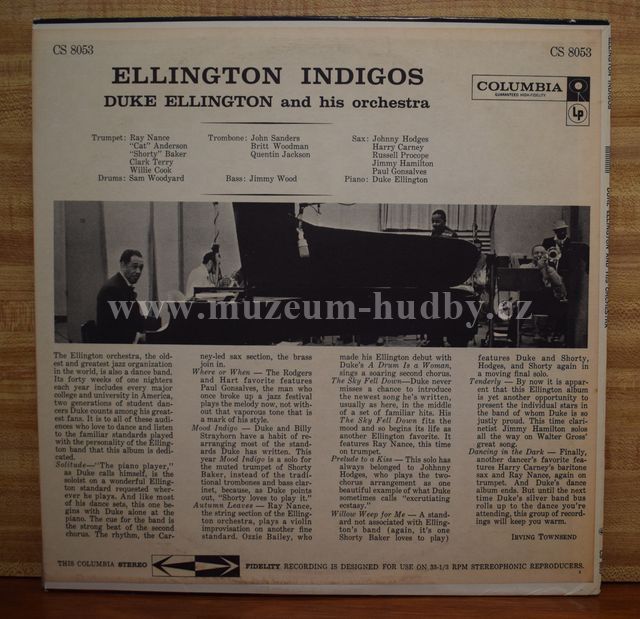 CS 8053
CS 8053
ELLINGTON INDIGOS
DUKE ELLINGTON and his orchestra
COLUMBIA
GUARANTEED HIGH-FIDELITY
LP
Trumpet: Ray Nance
"Cat" Anderson
"Shorty" Baker
Clark Terry
Willie Cook
Drums: Sam Woodyard
Trombone: John Sanders
Britt Woodman
Quentin Jackson
Bass: Jimmy Wood
Sax: Johnny Hodges
Harry Carney
Russell Procope
Jimmy Hamilton
Paul Gonsalves
Piano: Duke Ellington
www.muzeum-hudby.cz
The Ellington orchestra, the old-
est and greatest jazz organization
in the world, is also a dance band.
Its forty weeks of one nighters
each year includes every major
college and university in America,
two generations of student dan-
cers Duke counts among his great-
est fans. It is to all of these audi-
ences who love to dance and listen
to the familiar standards played
with the personality of the Elling-
ton band that this album is dedi-
cated.
Solitude—"The piano player,"
as Duke calls himself, is the
soloist on a wonderful Elling-
ton standard requested wher-
ever he plays. And like most
of his dance sets, this one be-
gins with Duke alone at the
piano. The cue for the band is
the strong beat of the second
chorus. The rhythm, the Car-
ney-led sax section, the brass
join in.
Where or When — The Rodgers
and Hart favorite features
Paul Gonsalves, the man who
once broke up a jazz festival
plays the melody now, not with-
out that vaporous tone that is
a mark of his style.
Mood Indigo — Duke and Billy
Strayhorn have a habit of re-
arranging most of the stand-
ards Duke has written. This
year Mood Indigo is a solo for
the muted trumpet of Shorty
Baker, instead of the tradi-
tional trombones and bass clar-
inet, because, as Duke points
out, "Shorty loves to play it."
Autumn Leaves — Ray Nance,
the string section of the Elling-
ton orchestra, plays a violin
improvisation on another fine
standard. Ozzie Bailey, who
made his Ellington debut with
Duke's A Drum Is a Woman,
sings a soaring second chorus.
The Sky Fell Down—Duke never
misses a chance to introduce
the newest song he's written,
usually as here, in the middle
of a set of familiar hits. His
The Sky Fell Down fits the
mood and so begins its life as
another Ellington favorite. It
features Ray Nance, this time
on trumpet.
Prelude to a Kiss — This solo has
always belonged to Johhnny
Hodges, who plays the two-
chorus arrangement as one
beautiful example of what Duke
sometimes calls "excrutiating
ecstasy."
Willow Weep for Me — A stand-
ard not associated with Elling-
ton's band (again, it's one
Shorty Baker loves to play)
features Duke and Shorty,
Hodges, and Shorty again in
a moving final solo.
Tenderly — By now it is appar-
ent that this Ellington album
is yet another opportunity to
present the individual stars in
the band of whom Duke is so
justly proud. This time clari-
netist Jimmy Hamilton solos
all the way on Walter Gross'
great song.
Dancing in the Dark — Finally,
another dancer's favorite fea-
tures Harry Carney's baritone
sax and Ray Nance, again on
trumpet. And Duke's dance
album ends. But until the next
time Duke's silver band bus
rolls up to the dance you're
attending, this group of record-
ings will keep you warm.
IRVING TOWNSEND
THIS COLUMBIA STEREO FIDELITY RECORDING IS DESIGNED FOR USE ON 33-1/3 RPM STEREOPHONIC REPRODUCERS.
ELLINGTON INDIGOS
DUKE ELLINGTON AND HIS ORCHESTRA